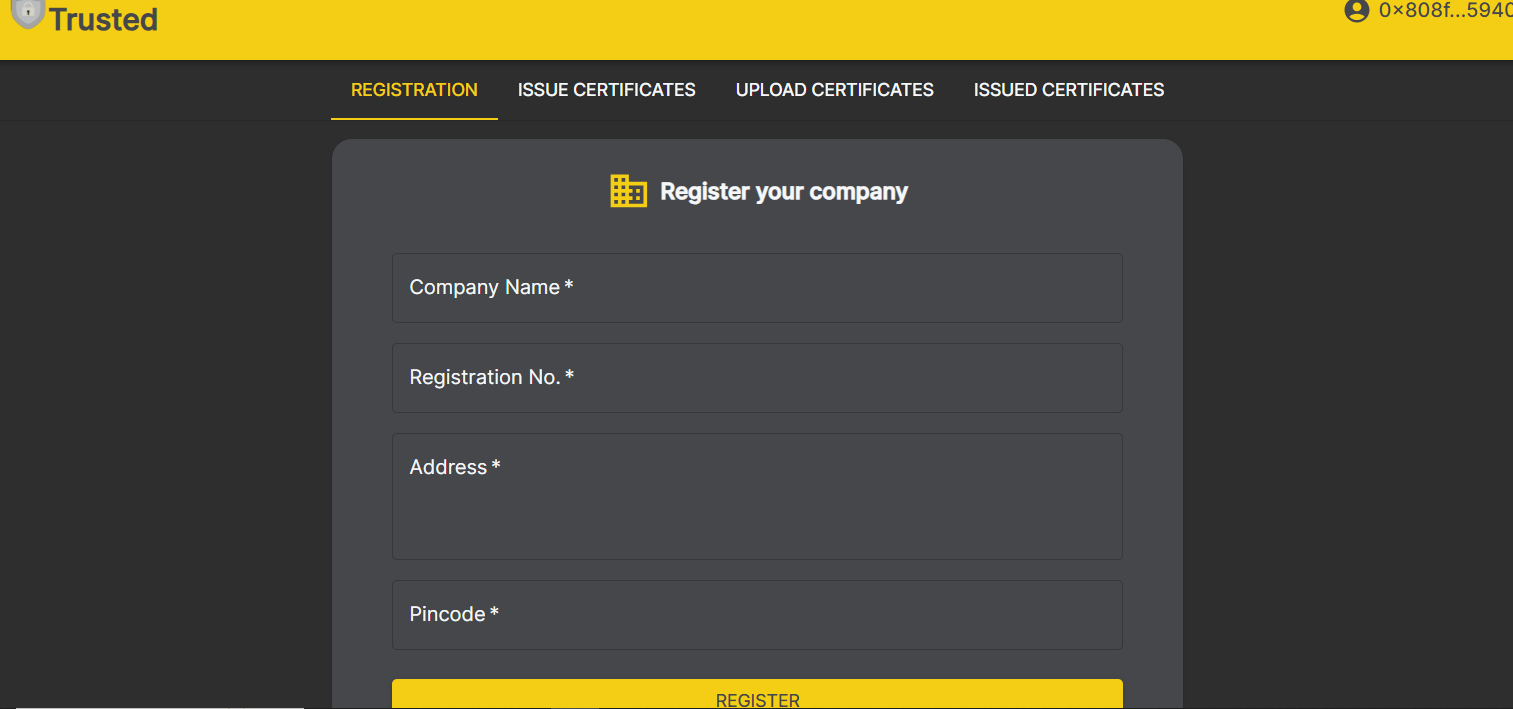 Trusted
0×808f...5940
REGISTRATION ISSUE CERTIFICATES UPLOAD CERTIFICATES ISSUED CERTIFICATES
Register your company
Company Name *
Registration No. *
Address *
Pincode *
REGISTER